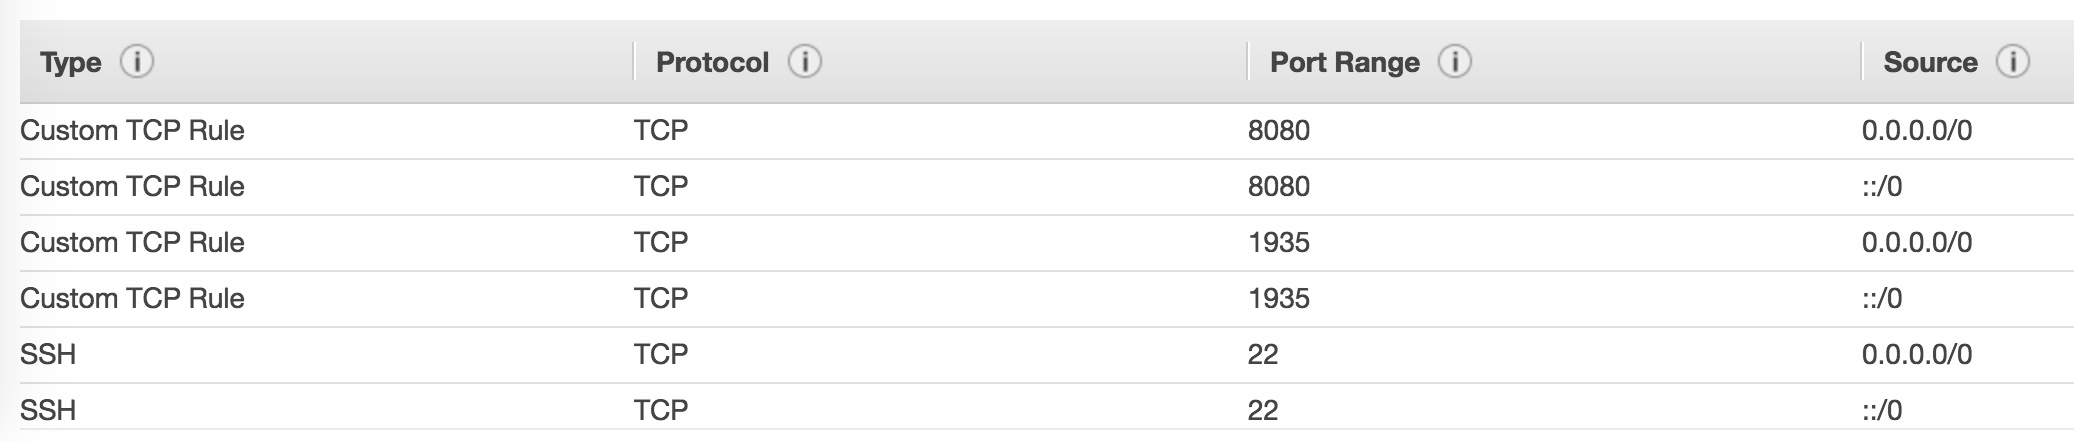 Type Protocol Port Range Source
Custom TCP Rule TCP 8080 0.0.0.0/0
Custom TCP Rule TCP 8080 ::/0
Custom TCP Rule TCP 1935 0.0.0.0/0
Custom TCP Rule TCP 1935 ::/0
SSH TCP 22 0.0.0.0/0
SSH TCP 22 ::/0